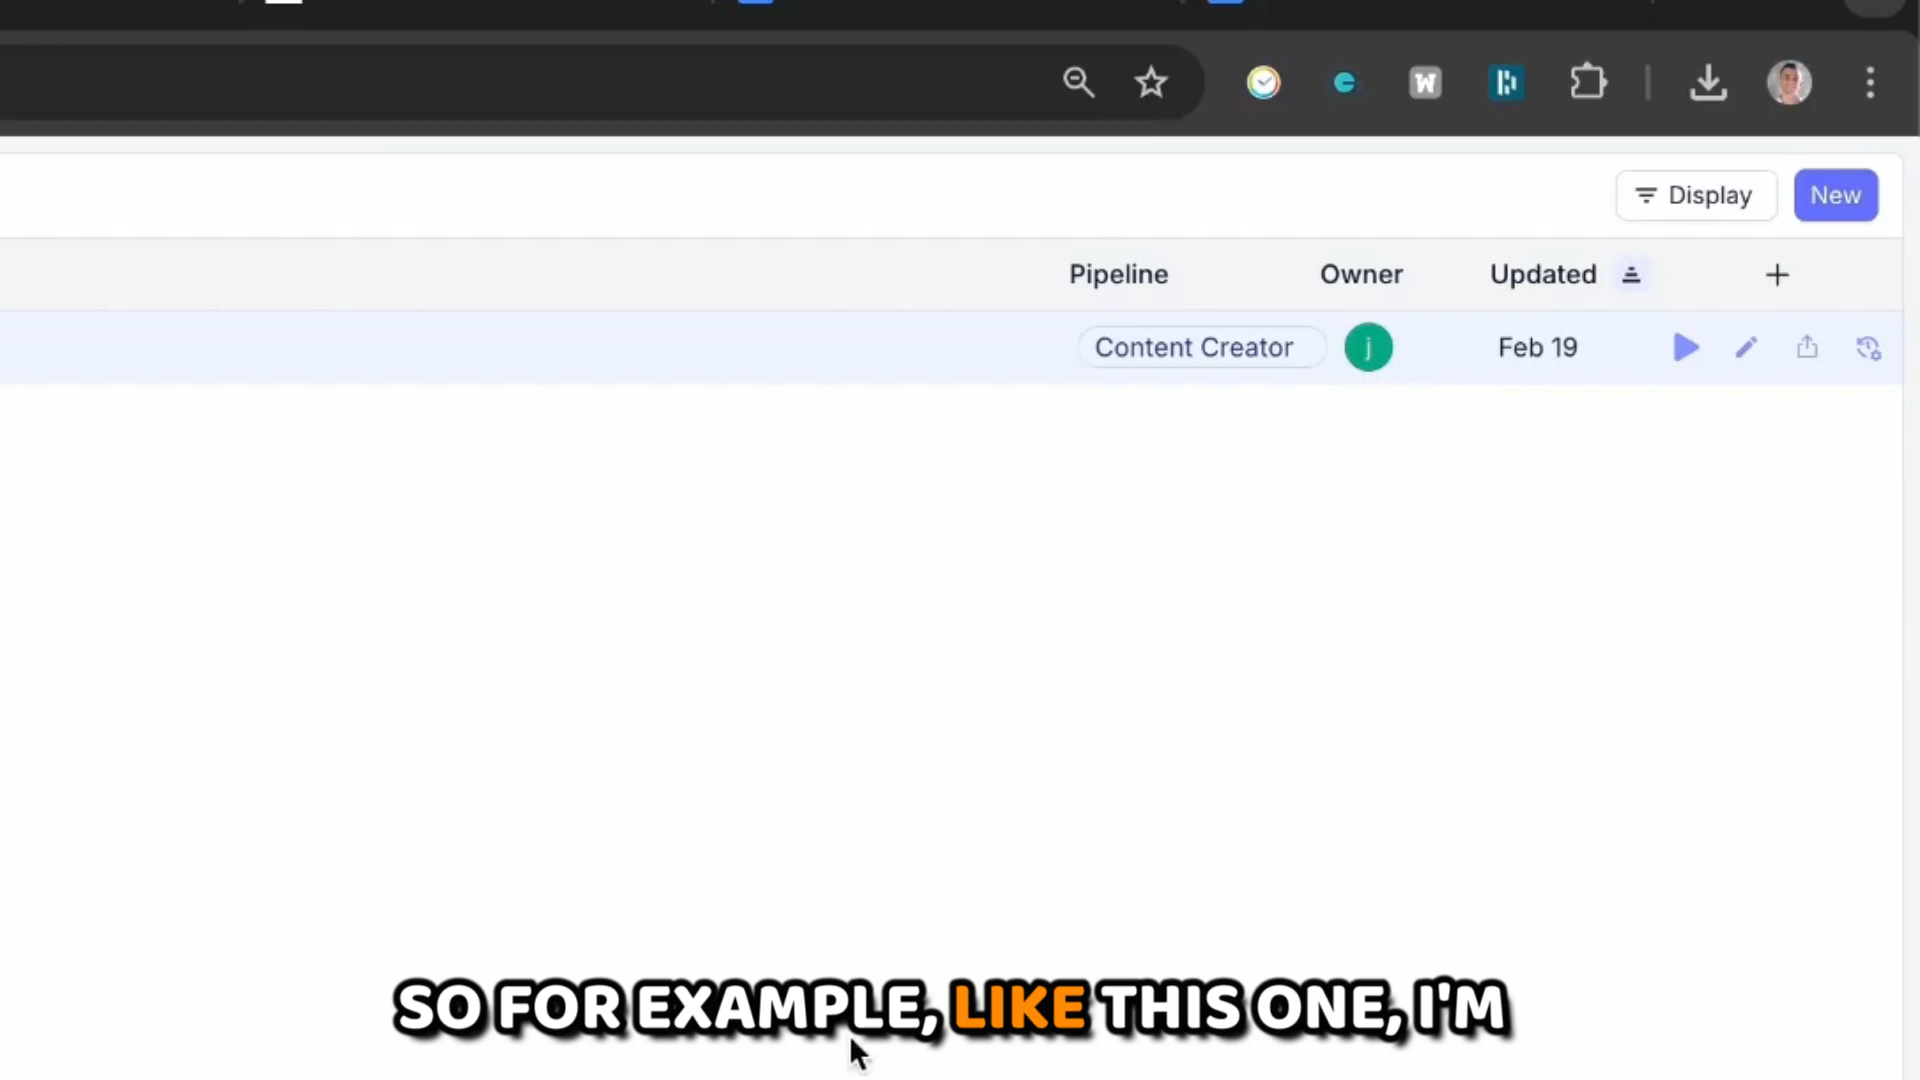 W
Display New
Pipeline Owner Updated
Content Creator j Feb 19
SO FOR EXAMPLE, LIKE THIS ONE, I'M